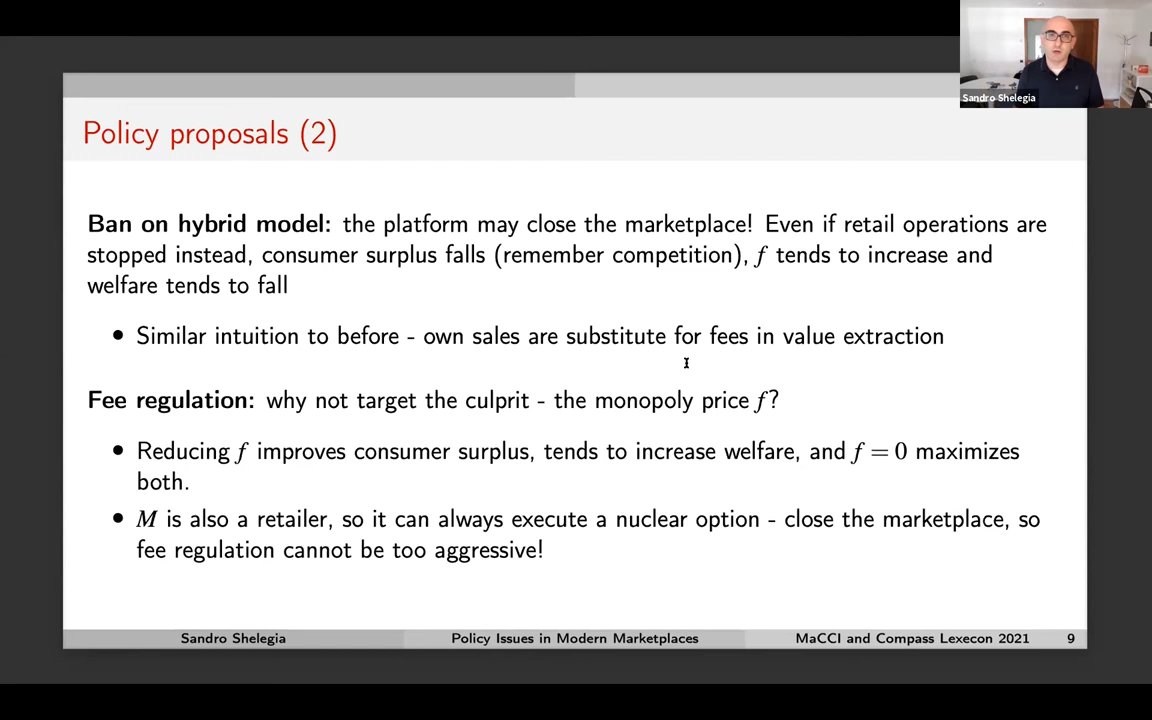 Sandro Shelegia
Policy proposals (2)
Ban on hybrid model: the platform may close the marketplace! Even if retail operations are
stopped instead, consumer surplus falls (remember competition), f tends to increase and
welfare tends to fall
• Similar intuition to before - own sales are substitute for fees in value extraction
Fee regulation: why not target the culprit - the monopoly price f?
• Reducing f improves consumer surplus, tends to increase welfare, and f = 0 maximizes
both.
• M is also a retailer, so it can always execute a nuclear option - close the marketplace, so
fee regulation cannot be too aggressive!
Sandro Shelegia Policy Issues in Modern Marketplaces MaCCI and Compass Lexecon 2021 9